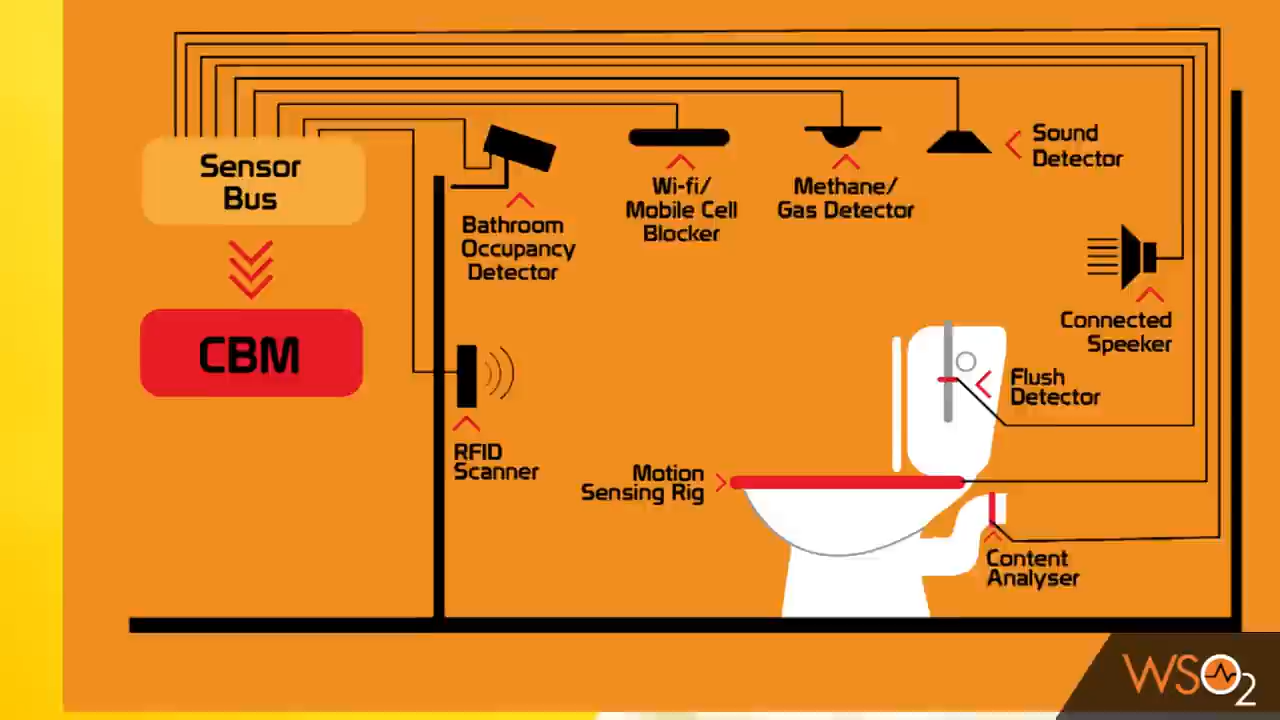 Sensor
Bus
CBM
Bathroom
Occupancy
Detector
Wi-fi/
Mobile Cell
Blocker
Methane/
Gas Detector
Sound
Detector
Connected
Speeker
Flush
Detector
RFID
Scanner
Motion
Sensing Rig
Content
Analyser
WSO2